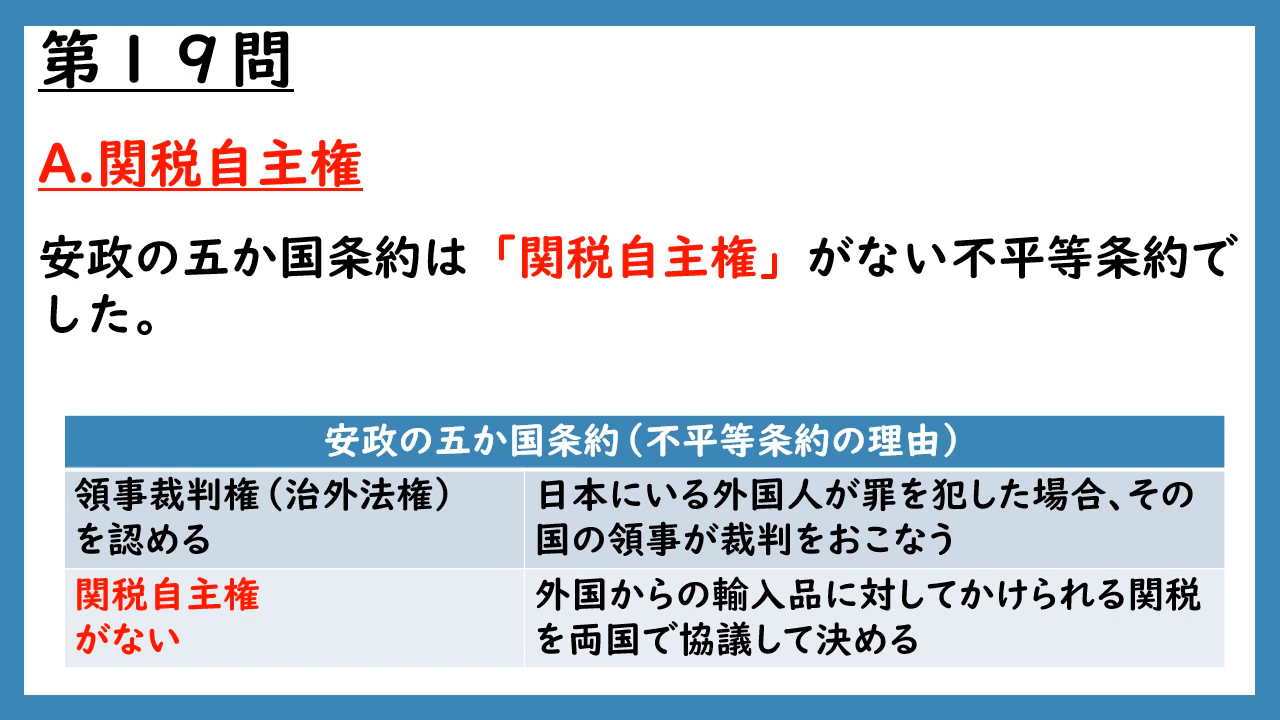 第１９問
A.関税自主権
安政の五か国条約は「関税自主権」がない不平等条約で
した。
安政の五か国条約（不平等条約の理由）
領事裁判権（治外法権）
を認める
日本にいる外国人が罪を犯した場合、その
国の領事が裁判をおこなう
関税自主権
がない
外国からの輸入品に対してかけられる関税
を両国で協議して決める